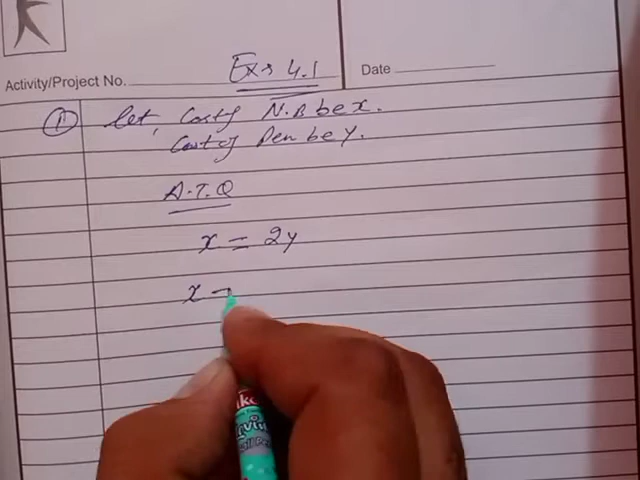 Activity/Project No. Ex: 4.1 Date
① let, Cost of N.B be x.
Cost of Pen be y.
A.T.Q
x = 2y
x -